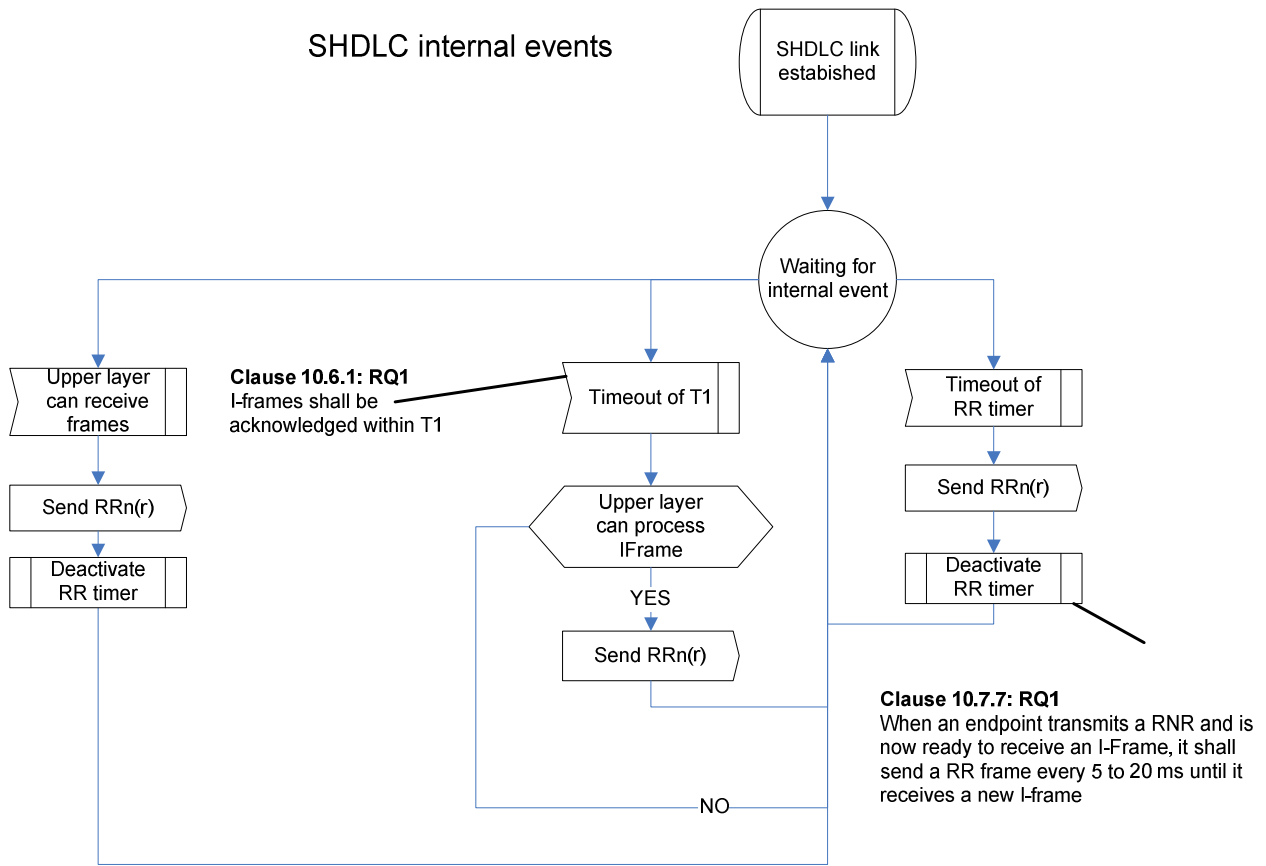 SHDLC internal events
SHDLC link
estabished
Waiting for
internal event
Upper layer
can receive
frames
Clause 10.6.1: RQ1
I-frames shall be
acknowledged within T1
Timeout of T1
Timeout of
RR timer
Send RRn(r)
Upper layer
can process
IFrame
Send RRn(r)
Deactivate
RR timer
Deactivate
RR timer
YES
Send RRn(r)
Clause 10.7.7: RQ1
When an endpoint transmits a RNR and is
now ready to receive an I-Frame, it shall
send a RR frame every 5 to 20 ms until it
receives a new I-frame
NO